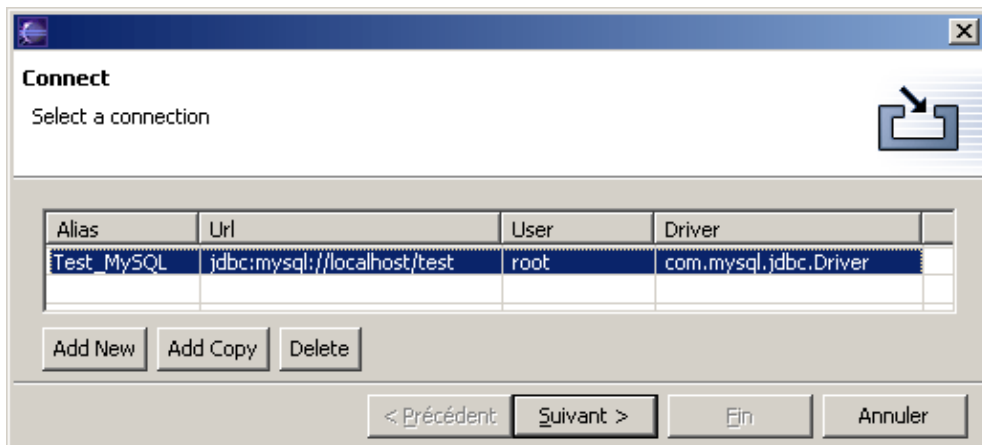 Connect
Select a connection
Alias Url User Driver
Test_MySQL jdbc:mysql://localhost/test root com.mysql.jdbc.Driver
Add New Add Copy Delete
< Précédent Suivant > Fin Annuler